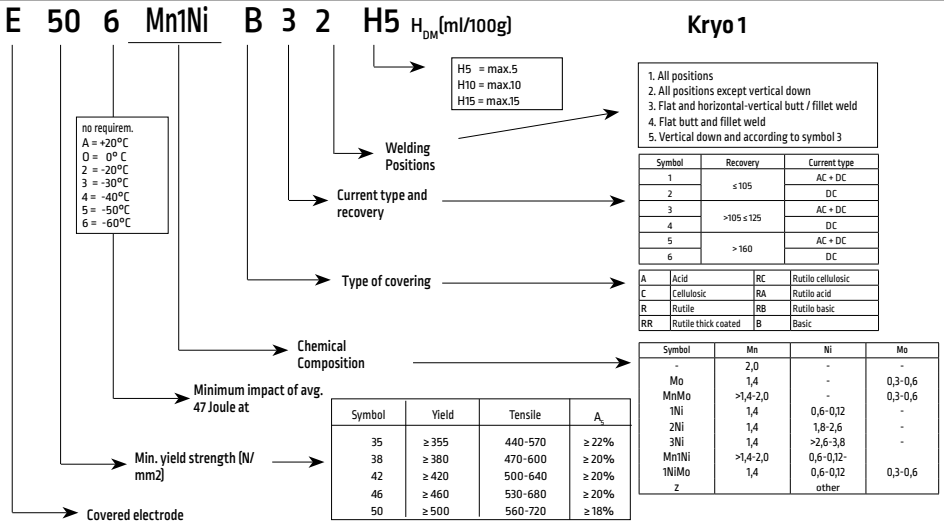 E 50 6 Mn1Ni B 3 2 H5 HDM(ml/100g) Kryo 1
H5 = max.5
H10 = max.10
H15 = max.15
1. All positions
2. All positions except vertical down
3. Flat and horizontal-vertical butt / fillet weld
4. Flat butt and fillet weld
5. Vertical down and according to symbol 3
no requirem.
A = +20°C
0 = 0° C
2 = -20°C
3 = -30°C
4 = -40°C
5 = -50°C
6 = -60°C
Welding
Positions
Symbol Recovery Current type
1 ≤ 105 AC + DC
2 DC
3 >105 ≤ 125 AC + DC
4 DC
5 > 160 AC + DC
6 DC
Current type and
recovery
Type of covering
A Acid RC Rutilo cellulosic
C Cellulosic RA Rutilo acid
R Rutile RB Rutilo basic
RR Rutile thick coated B Basic
Chemical
Composition
Symbol Mn Ni Mo
- 2,0 - -
Mo 1,4 - 0,3-0,6
MnMo >1,4-2,0 - 0,3-0,6
1Ni 1,4 0,6-0,12 -
2Ni 1,4 1,8-2,6 -
3Ni 1,4 >2,6-3,8 -
Mn1Ni >1,4-2,0 0,6-0,12-
1NiMo 1,4 0,6-0,12 0,3-0,6
z other
Minimum impact of avg.
47 Joule at
Symbol Yield Tensile A5
35 ≥ 355 440-570 ≥ 22%
38 ≥ 380 470-600 ≥ 20%
42 ≥ 420 500-640 ≥ 20%
46 ≥ 460 530-680 ≥ 20%
50 ≥ 500 560-720 ≥ 18%
Min. yield strength (N/
mm2)
Covered electrode